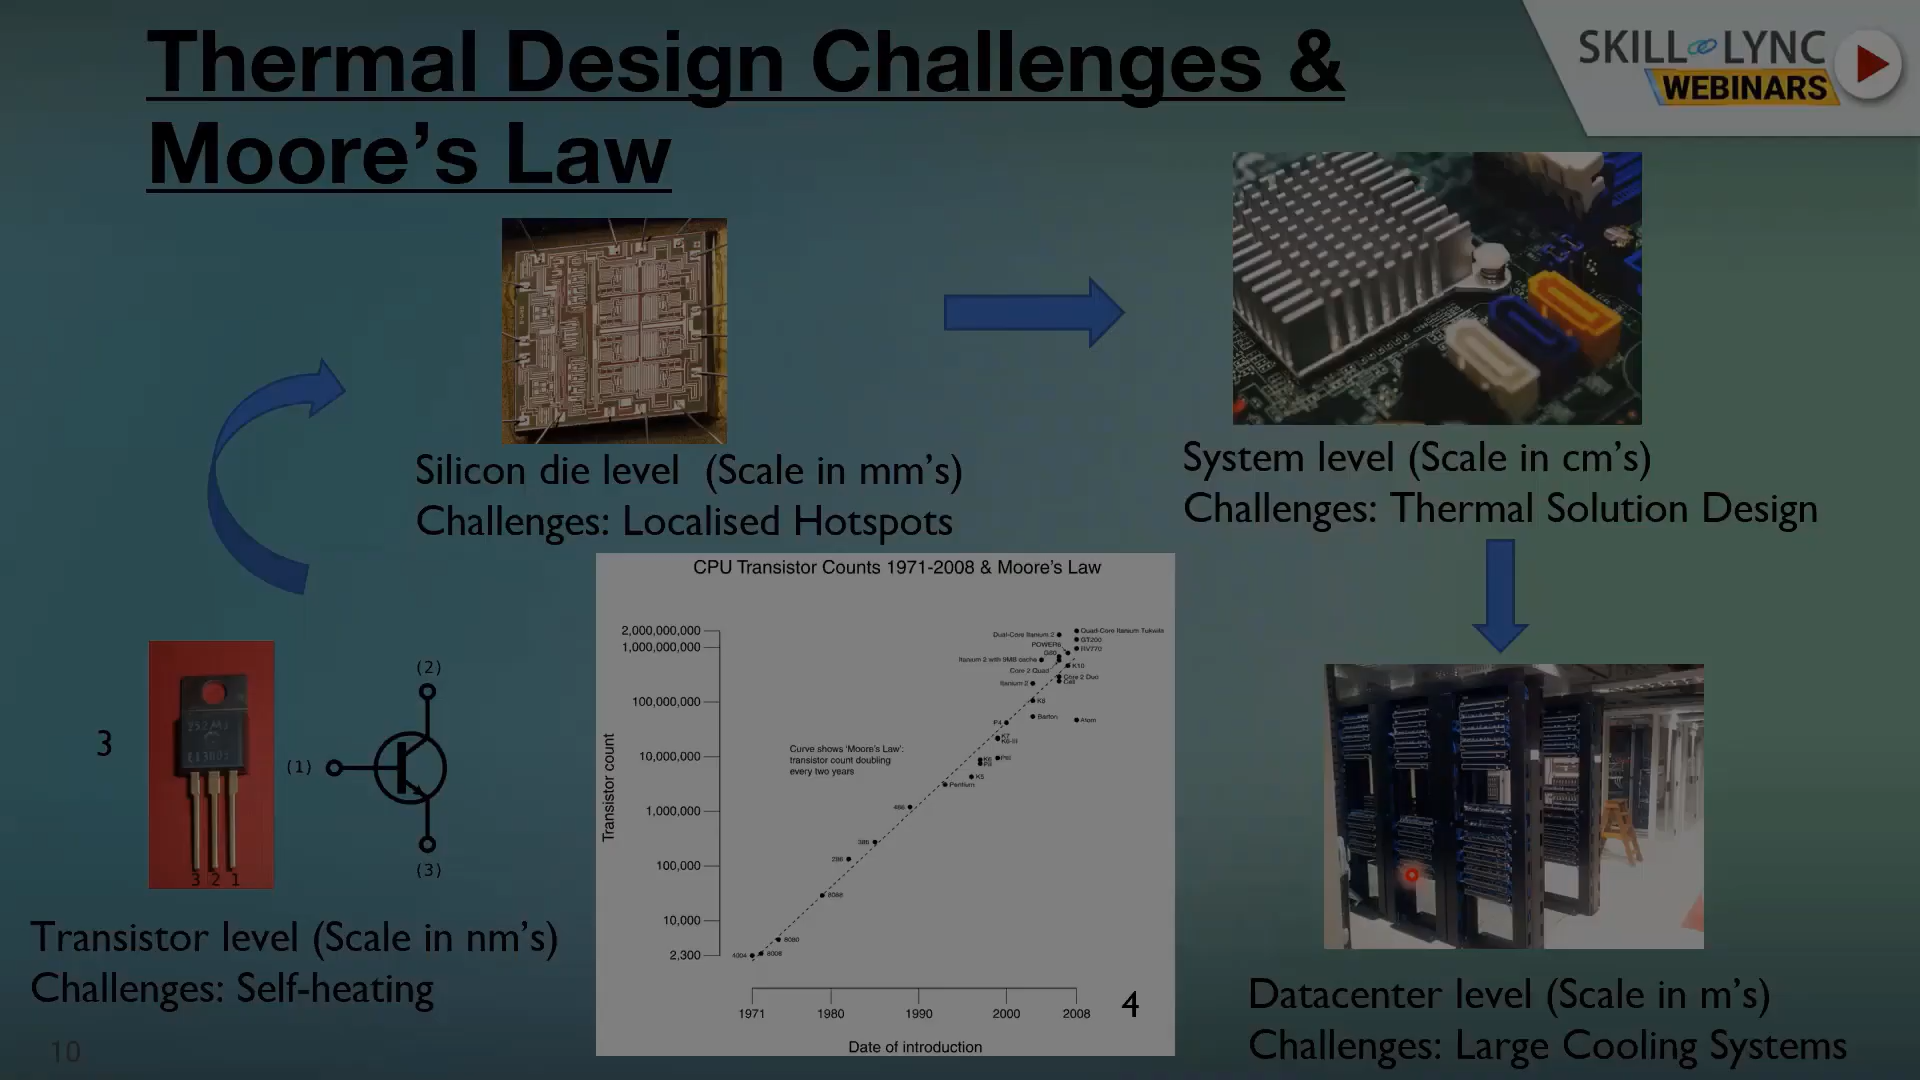 Thermal Design Challenges &
Moore's Law
SKILL LYNC
WEBINARS
Silicon die level (Scale in mm's)
Challenges: Localised Hotspots
System level (Scale in cm's)
Challenges: Thermal Solution Design
3
(2)
(1)
(3)
3 2 1
Transistor level (Scale in nm's)
Challenges: Self-heating
CPU Transistor Counts 1971-2008 & Moore's Law
2,000,000,000
1,000,000,000
100,000,000
10,000,000
1,000,000
100,000
10,000
2,300
Transistor count
Curve shows 'Moore's Law':
transistor count doubling
every two years
Dual-Core Itanium 2
Quad-Core Itanium Tukwila
GT200
POWER6
RV770
G80
Itanium 2 with 9MB cache
K10
Core 2 Quad
Core 2 Duo
Cell
Itanium 2
K8
P4
Barton
Atom
K7
K6-III
K6
PIII
PII
K5
Pentium
486
386
286
8088
8080
4004
8008
1971
1980
1990
2000
2008
Date of introduction
4
Datacenter level (Scale in m's)
Challenges: Large Cooling Systems
10